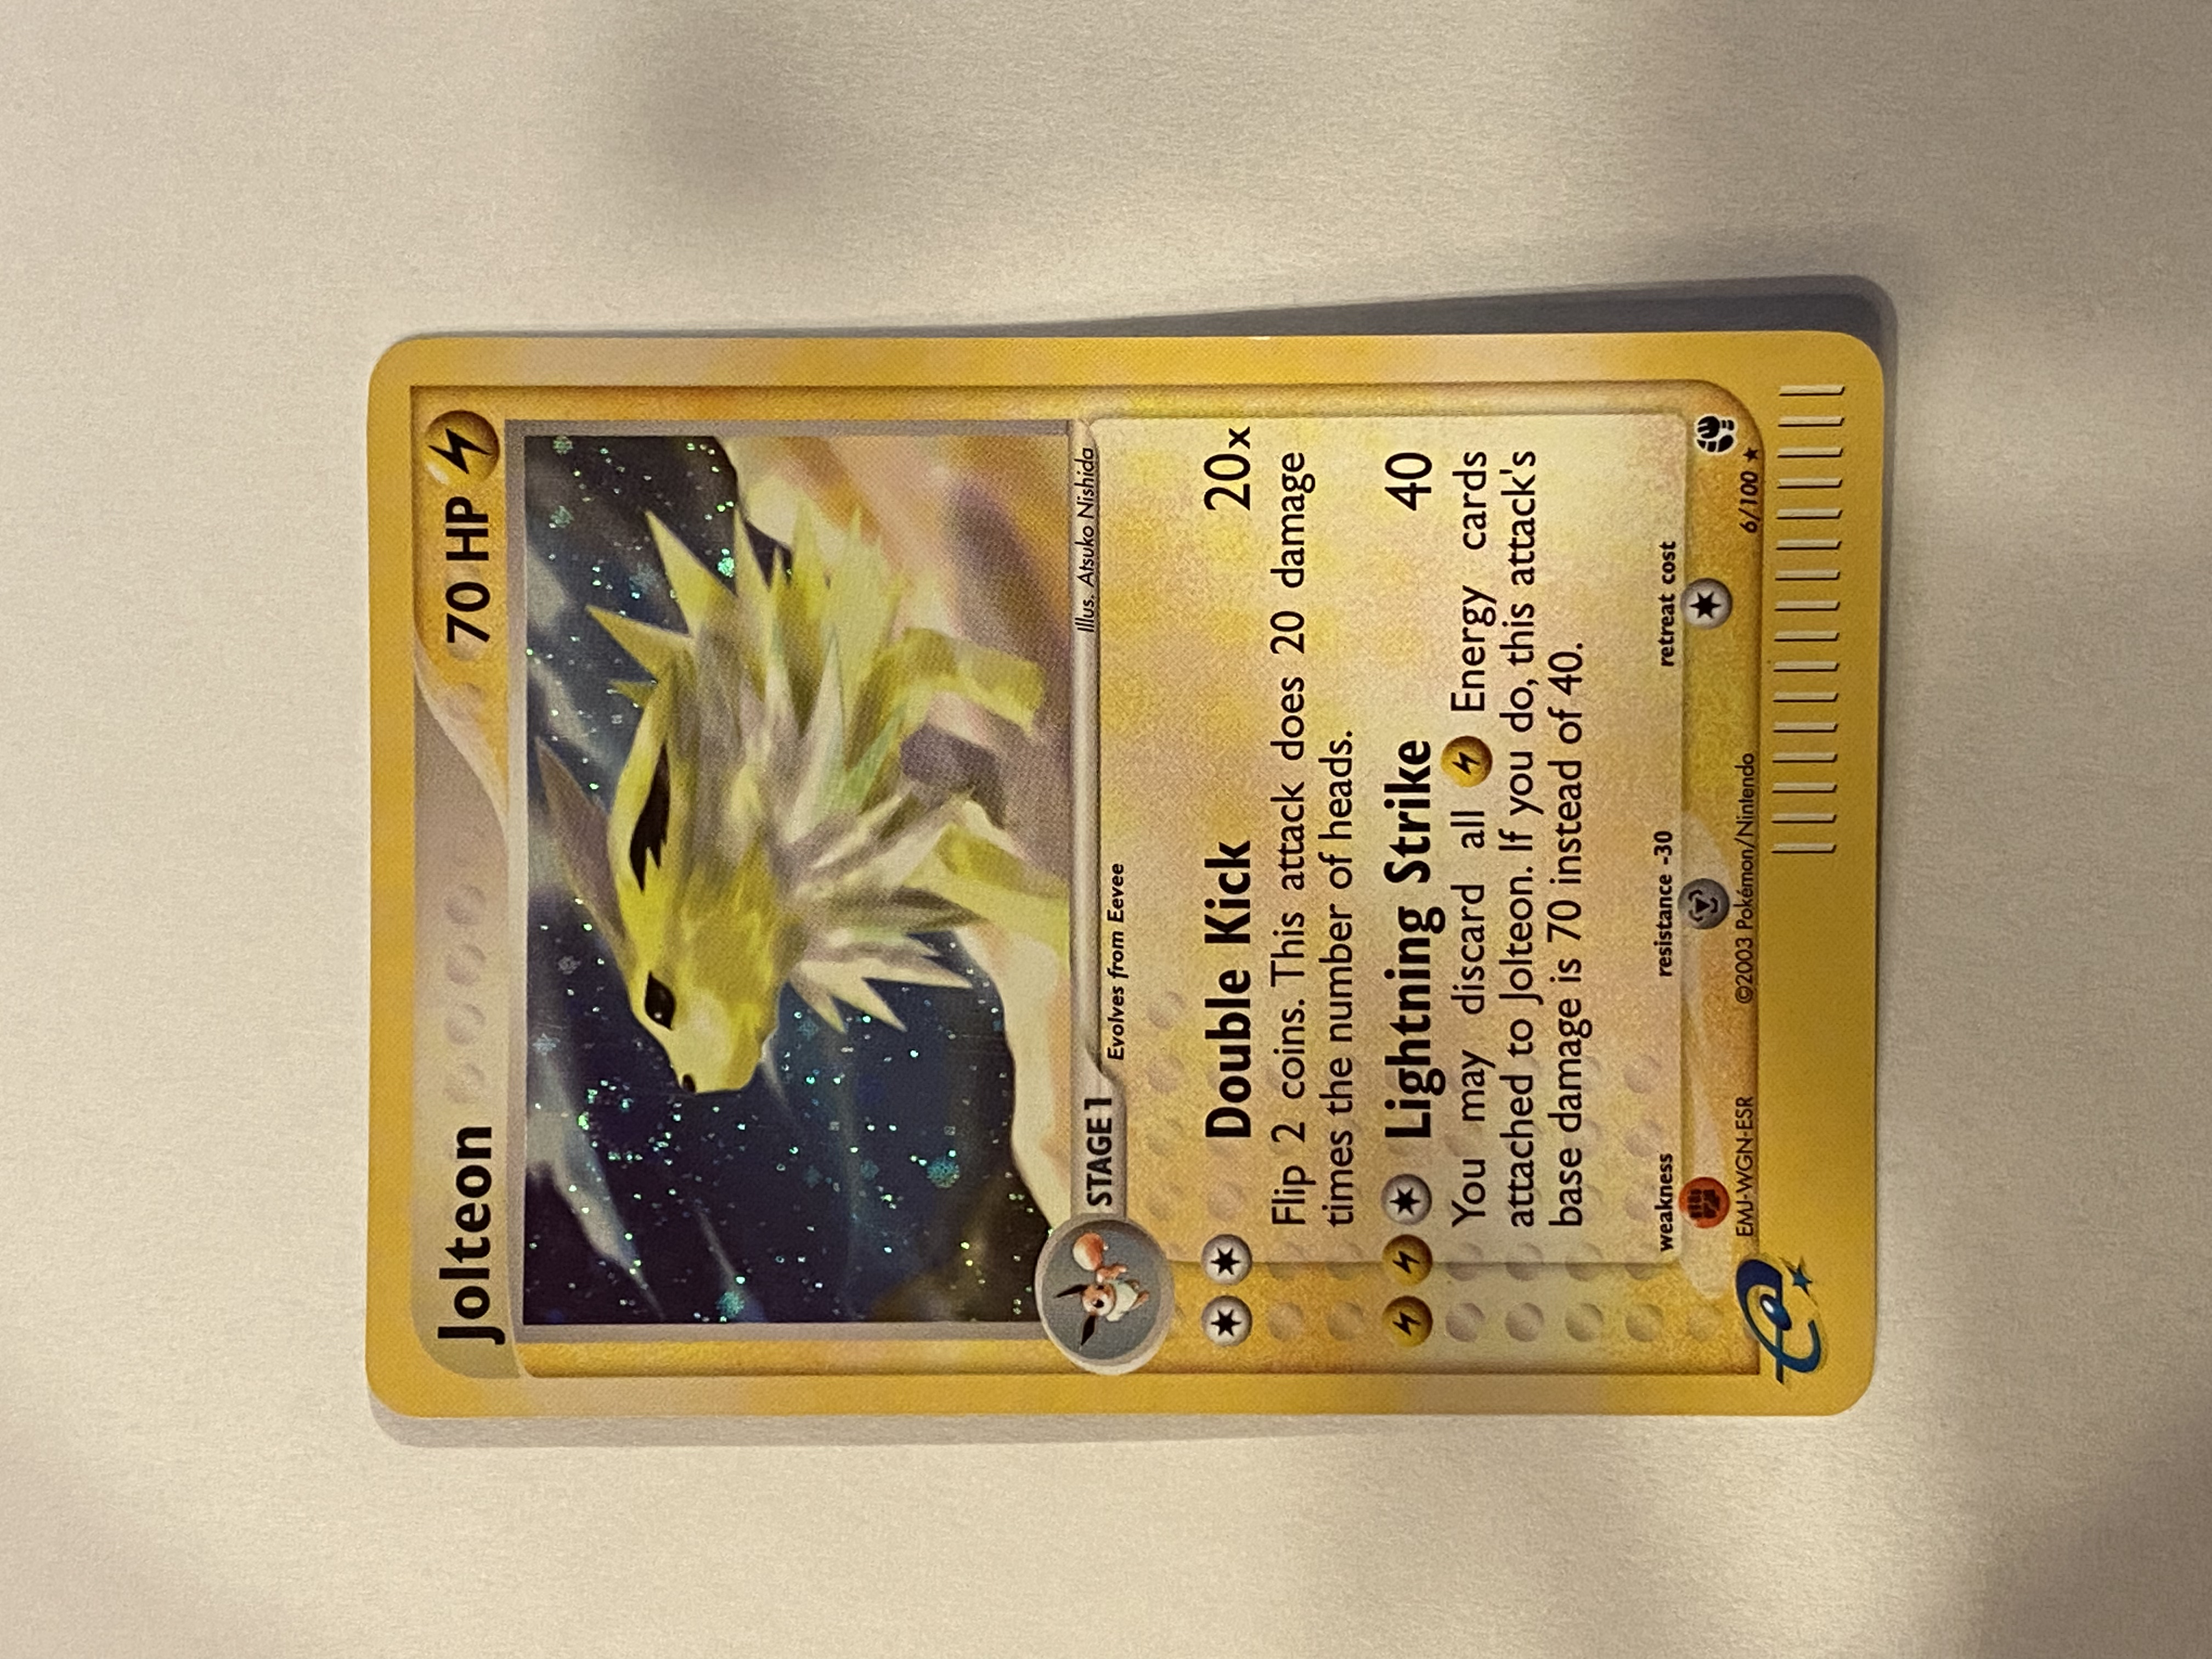 Jolteon 70 HP
STAGE 1
Illus. Atsuko Nishida
Evolves from Eevee
Double Kick 20x
Flip 2 coins. This attack does 20 damage
times the number of heads.
Lightning Strike 40
You may discard all Energy cards
attached to Jolteon. If you do, this attack's
base damage is 70 instead of 40.
weakness resistance -30 retreat cost
EMJ-WGN-ESR ©2003 Pokémon/Nintendo 6/100 ★
e